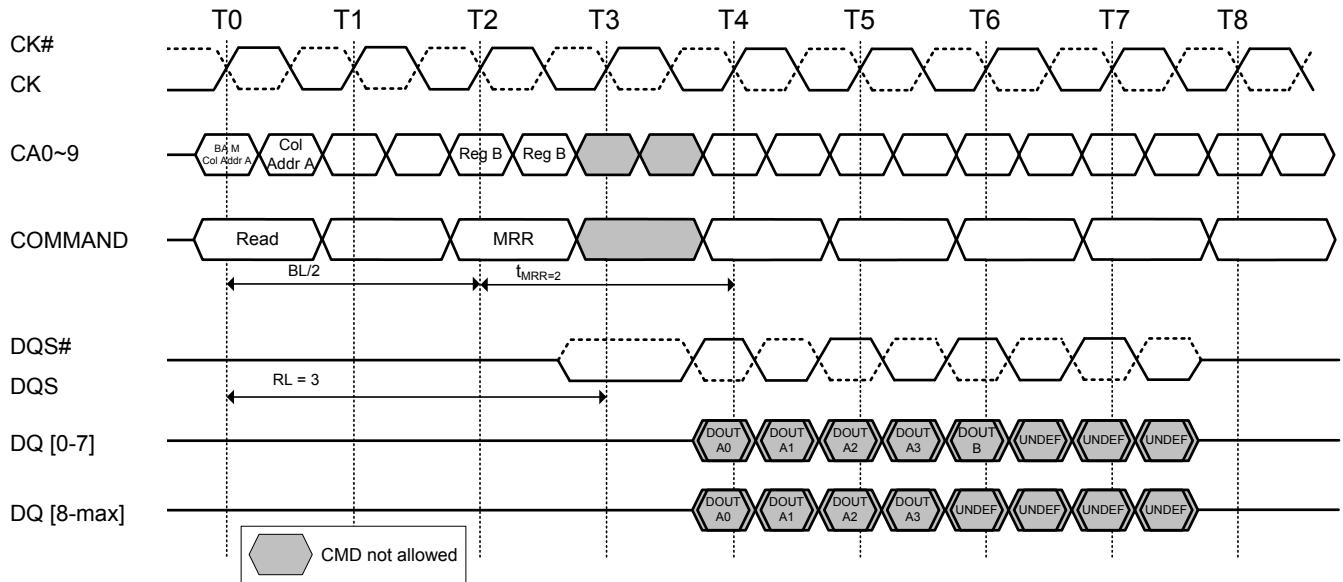 T0 T1 T2 T3 T4 T5 T6 T7 T8
CK#
CK
CA0~9
BA M
Col Addr A
Col
Addr A
Reg B
Reg B
COMMAND
Read
MRR
BL/2
tMRR=2
DQS#
DQS
RL = 3
DQ [0-7]
DOUT
A0
DOUT
A1
DOUT
A2
DOUT
A3
DOUT
B
UNDEF
UNDEF
UNDEF
DQ [8-max]
DOUT
A0
DOUT
A1
DOUT
A2
DOUT
A3
UNDEF
UNDEF
UNDEF
UNDEF
CMD not allowed